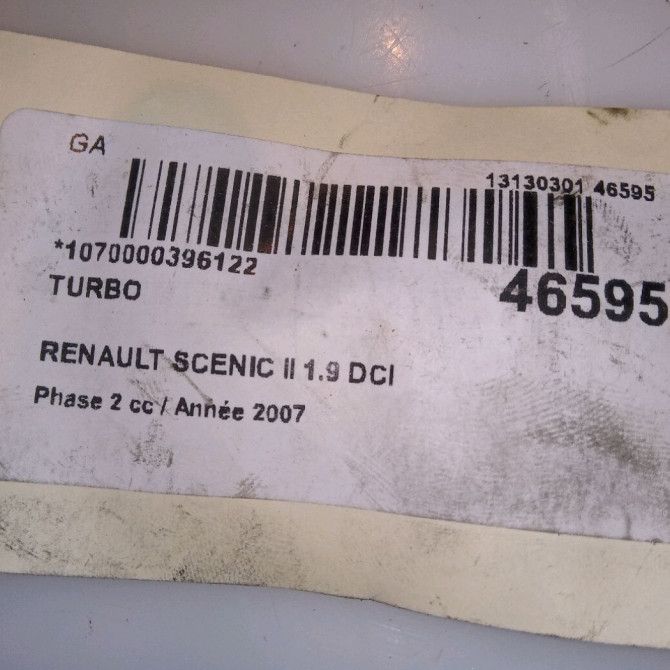 GA
13130301 46595
*1070000396122
46595
TURBO
RENAULT SCENIC II 1.9 DCI
Phase 2 cc / Année 2007